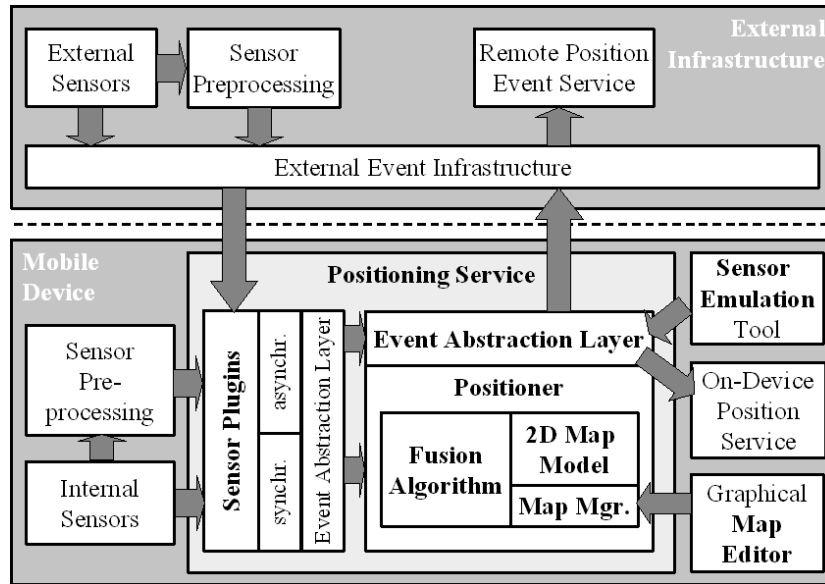 External
Sensors
Sensor
Preprocessing
Remote Position
Event Service
External
Infrastructure
External Event Infrastructure
Mobile
Device
Positioning Service
Sensor
Pre-
processing
Internal
Sensors
Sensor Plugins
asynchr.
synchr.
Event Abstraction Layer
Event Abstraction Layer
Positioner
Fusion
Algorithm
2D Map
Model
Map Mgr.
Sensor
Emulation
Tool
On-Device
Position
Service
Graphical
Map
Editor